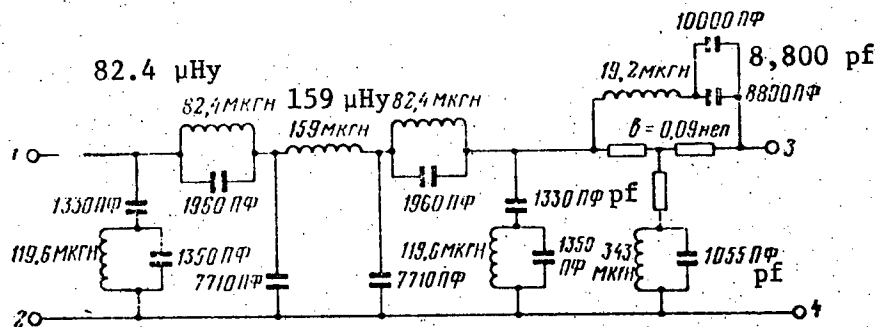 10000 ПФ
82.4 μHy
8,800 pf
19,2 МКГН
82,4 МКГН
159 μHy
82,4 МКГН
8800 ПФ
159 МКГН
в = 0,09 неп
1
3
1330 ПФ
1960 ПФ
1960 ПФ
1330 ПФ
pf
119,6 МКГН
1350 ПФ
7710 ПФ
7710 ПФ
119,6 МКГН
1350
ПФ
343
МКГН
1055 ПФ
pf
2
4